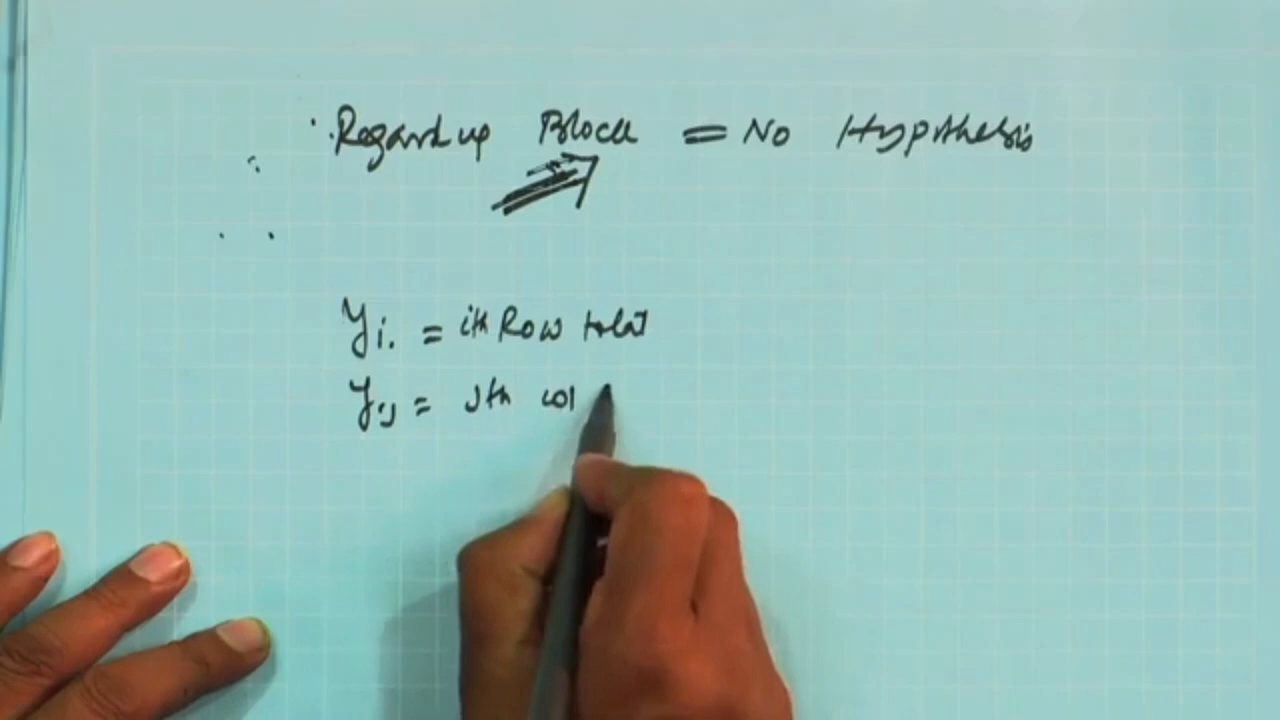 Regarding Block = No Hypothesis
yi. = ith Row total
y.j = jth col